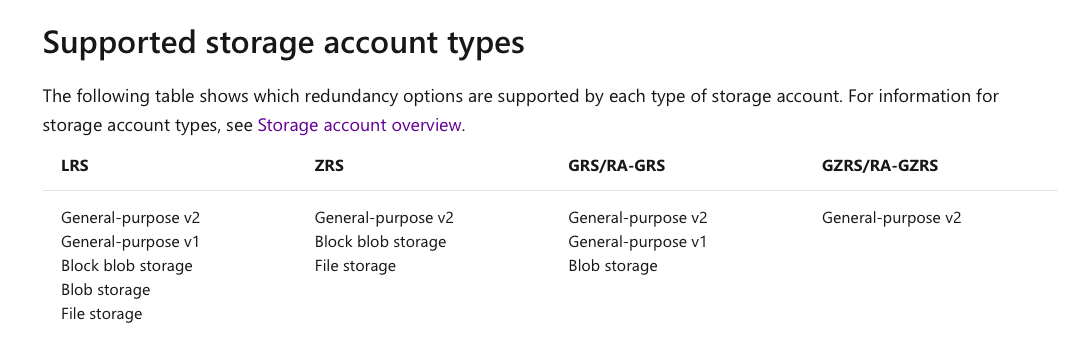 Supported storage account types
The following table shows which redundancy options are supported by each type of storage account. For information for
storage account types, see Storage account overview.
LRS ZRS GRS/RA-GRS GZRS/RA-GZRS
General-purpose v2 General-purpose v2 General-purpose v2 General-purpose v2
General-purpose v1 Block blob storage General-purpose v1
Block blob storage File storage Blob storage
Blob storage
File storage